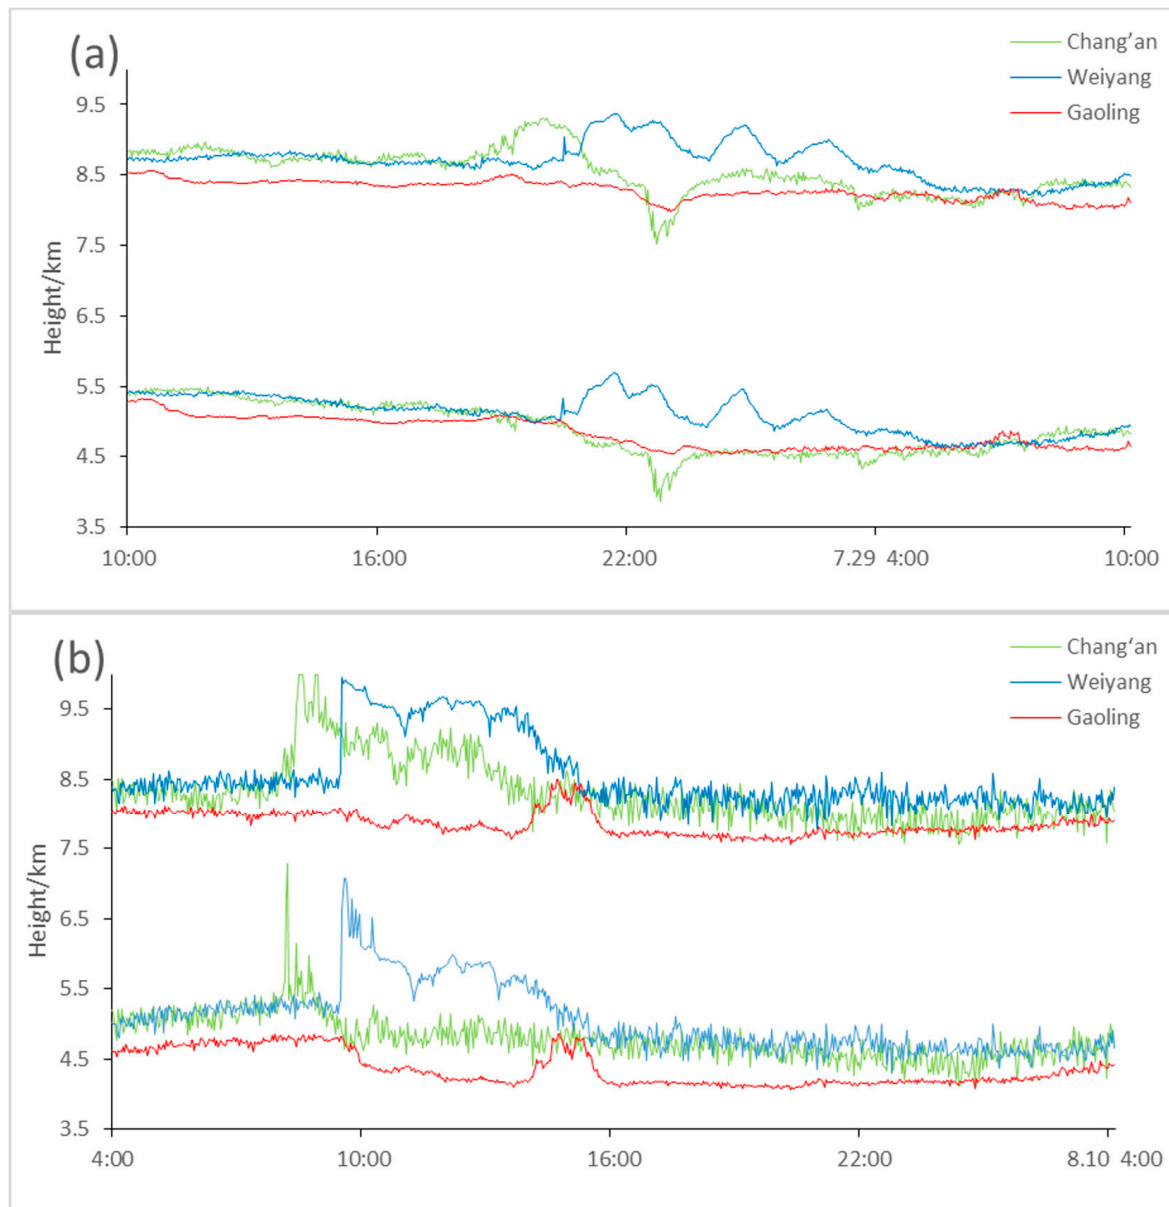 (a)
Chang’an
Weiyang
Gaoling
Height/km
9.5
8.5
7.5
6.5
5.5
4.5
3.5
10:00 16:00 22:00 7.29 4:00 10:00
(b)
Chang‘an
Weiyang
Gaoling
Height/km
9.5
8.5
7.5
6.5
5.5
4.5
3.5
4:00 10:00 16:00 22:00 8.10 4:00